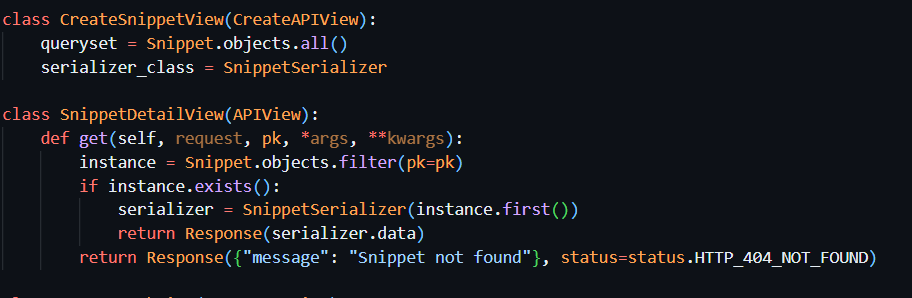 class CreateSnippetView(CreateAPIView):
    queryset = Snippet.objects.all()
    serializer_class = SnippetSerializer

class SnippetDetailView(APIView):
    def get(self, request, pk, *args, **kwargs):
        instance = Snippet.objects.filter(pk=pk)
        if instance.exists():
            serializer = SnippetSerializer(instance.first())
            return Response(serializer.data)
        return Response({"message": "Snippet not found"}, status=status.HTTP_404_NOT_FOUND)